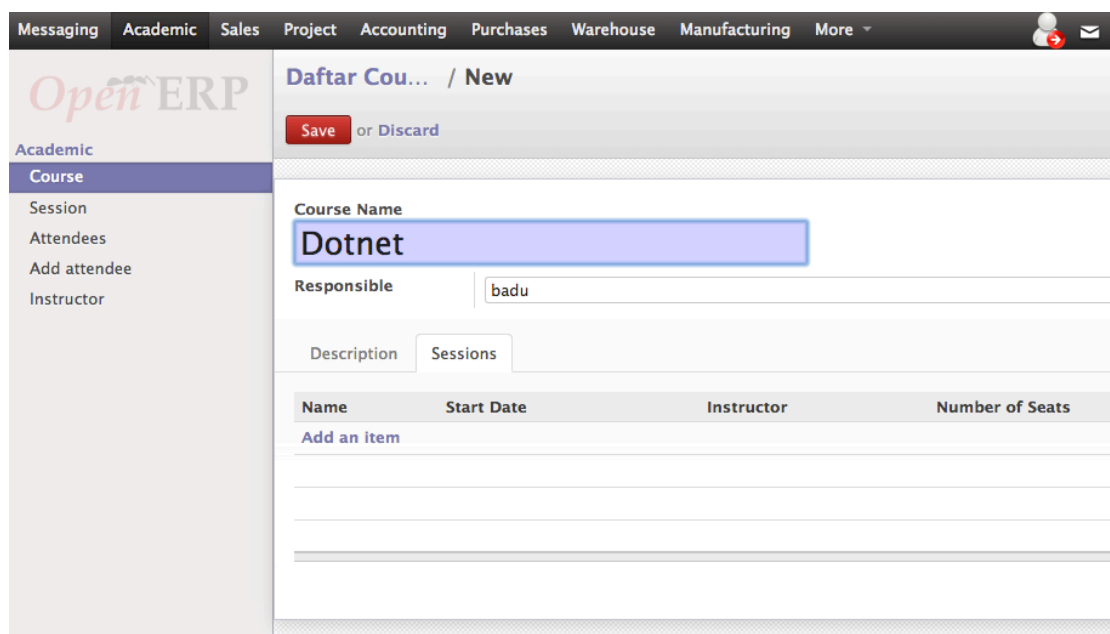 Messaging Academic Sales Project Accounting Purchases Warehouse Manufacturing More
Open ERP
Daftar Cou... / New
Save or Discard
Academic
Course
Session
Attendees
Add attendee
Instructor
Course Name
Dotnet
Responsible badu
Description Sessions
Name Start Date Instructor Number of Seats
Add an item